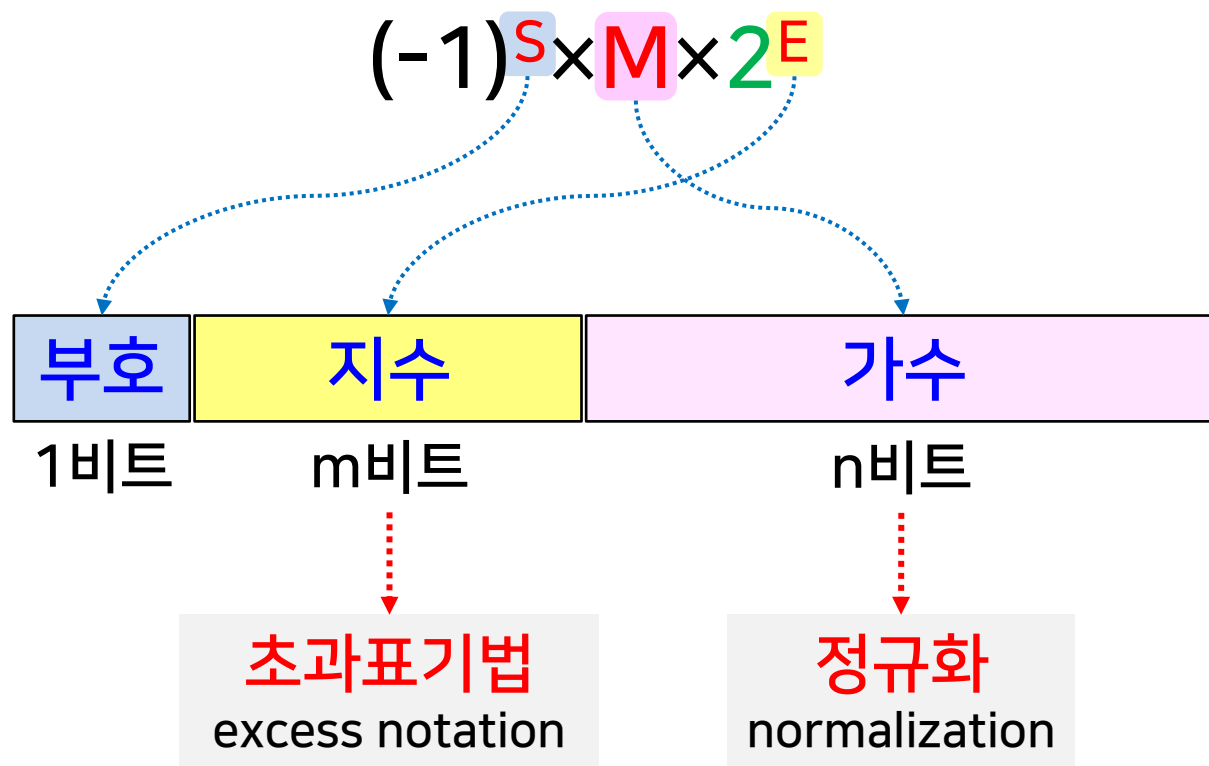 (-1)^S×M×2^E
부호 지수 가수
1비트 m비트 n비트
초과표기법 정규화
excess notation normalization